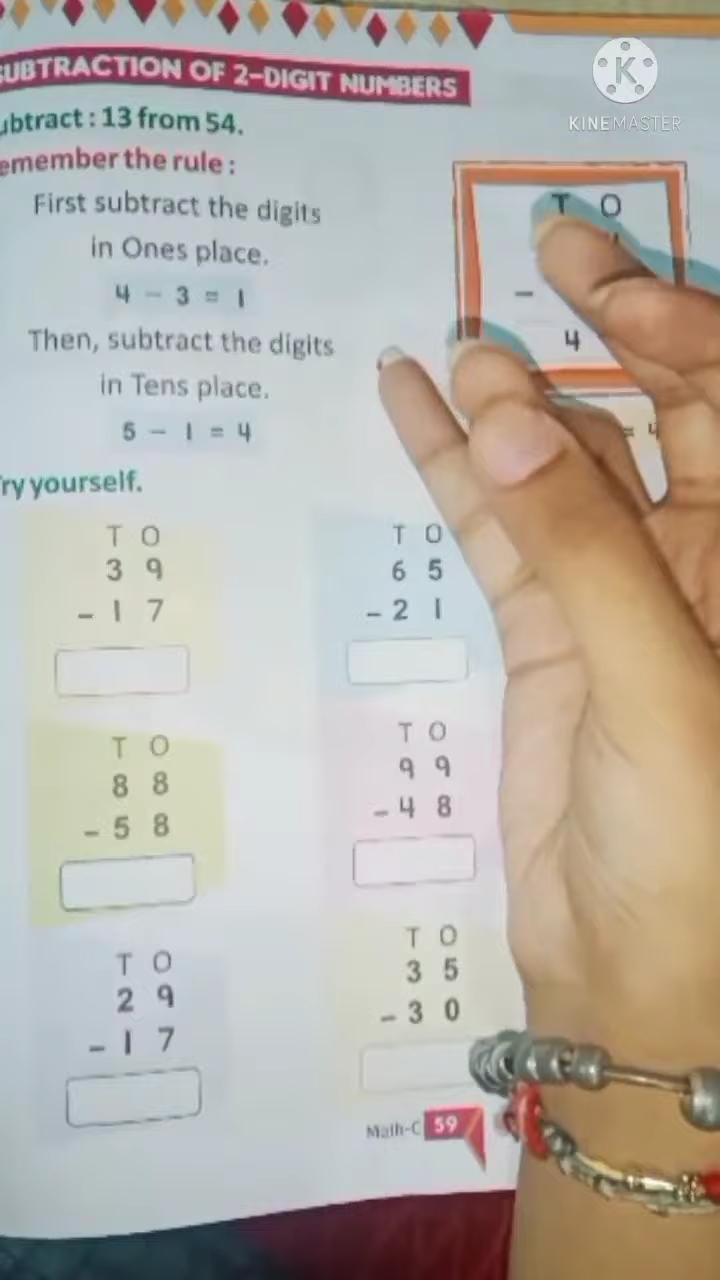 SUBTRACTION OF 2-DIGIT NUMBERS
KINEMASTER
ubtract : 13 from 54.
emember the rule :
First subtract the digits
in Ones place.
4 - 3 = 1
Then, subtract the digits
in Tens place.
5 - 1 = 4
T O
-
4
= 4
ry yourself.
T O
3 9
- 1 7
T O
6 5
- 2 1
T O
8 8
- 5 8
T O
9 9
- 4 8
T O
2 9
- 1 7
T O
3 5
- 3 0
Math-C 59